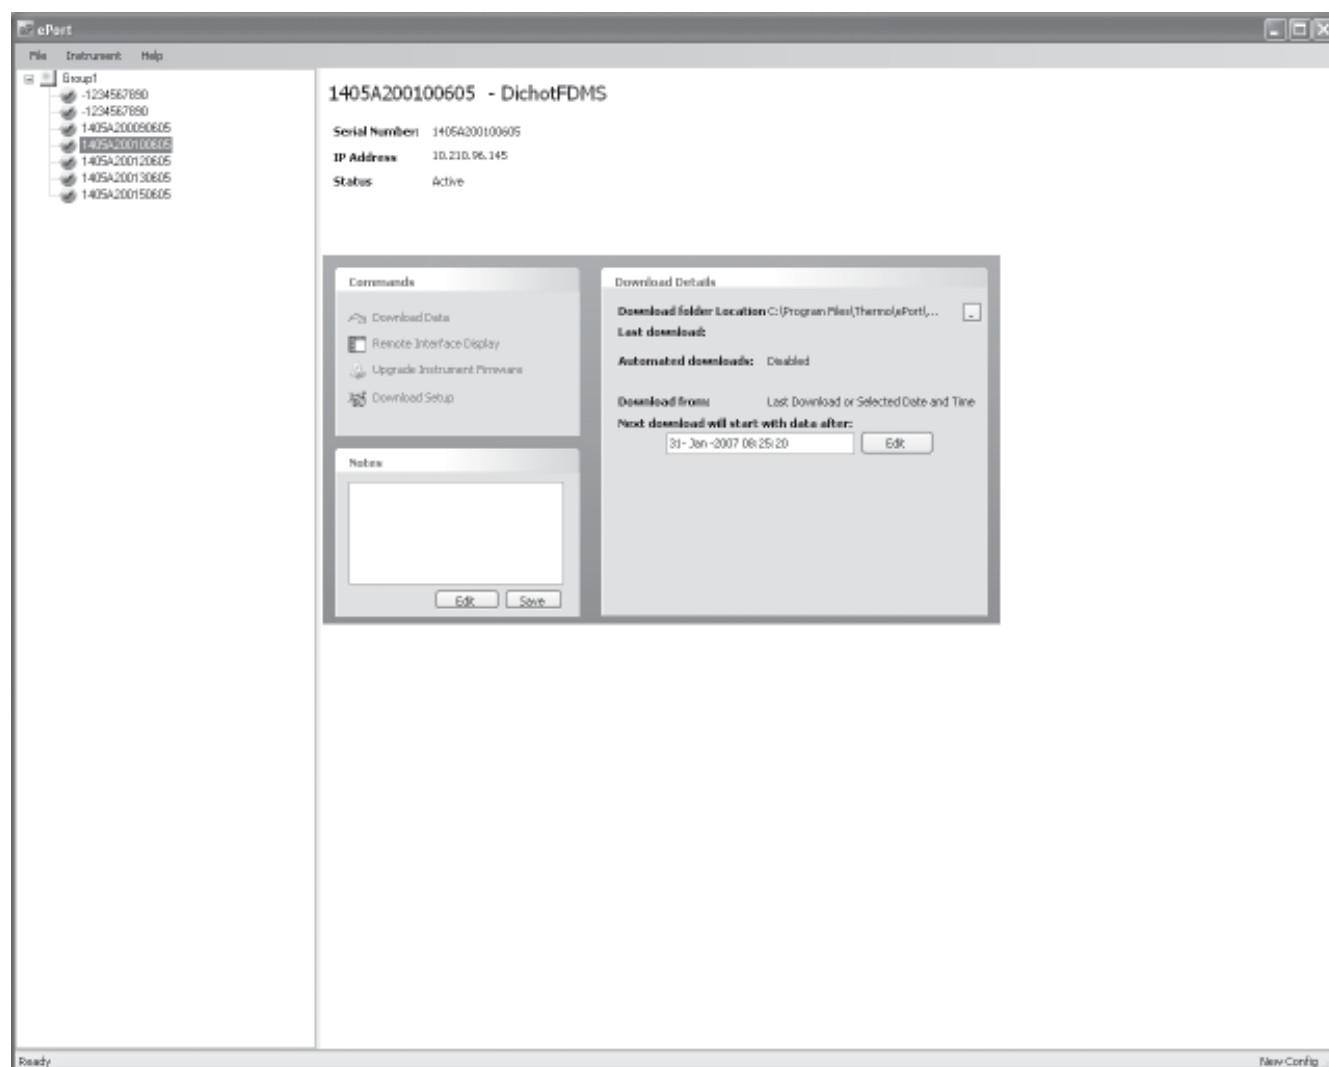 ePort
File Instrument Help
Group1
-1234567890
-1234567890
1405A200090605
1405A200100605
1405A200120605
1405A200130605
1405A200150605
1405A200100605 - DichotFDMS
Serial Number: 1405A200100605
IP Address 10.210.96.145
Status Active
Commands
Download Data
Remote Interface Display
Upgrade Instrument Firmware
Download Setup
Notes
Edit Save
Download Details
Download folder Location C:\Program Files\Thermo\ePort\,... 
Last download:
Automated downloads: Disabled
Download from: Last Download or Selected Date and Time
Next download will start with data after:
31-Jan-2007 08:25:20 Edit
Ready New Config